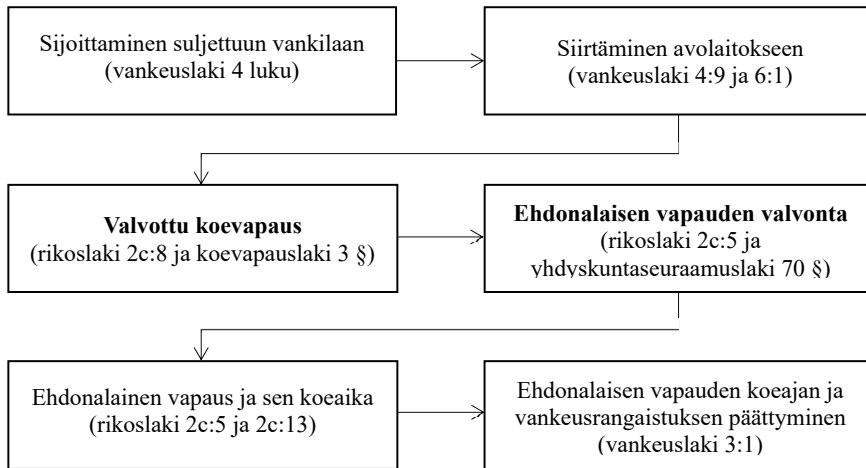 Sijoittaminen suljettuun vankilaan
(vankeuslaki 4 luku)
Siirtäminen avolaitokseen
(vankeuslaki 4:9 ja 6:1)
Valvottu koevapaus
(rikoslaki 2c:8 ja koevapauslaki 3 §)
Ehdonalaisen vapauden valvonta
(rikoslaki 2c:5 ja
yhdyskuntaseuraamuslaki 70 §)
Ehdonalainen vapaus ja sen koeaika
(rikoslaki 2c:5 ja 2c:13)
Ehdonalaisen vapauden koeajan ja
vankeusrangaistuksen päättyminen
(vankeuslaki 3:1)